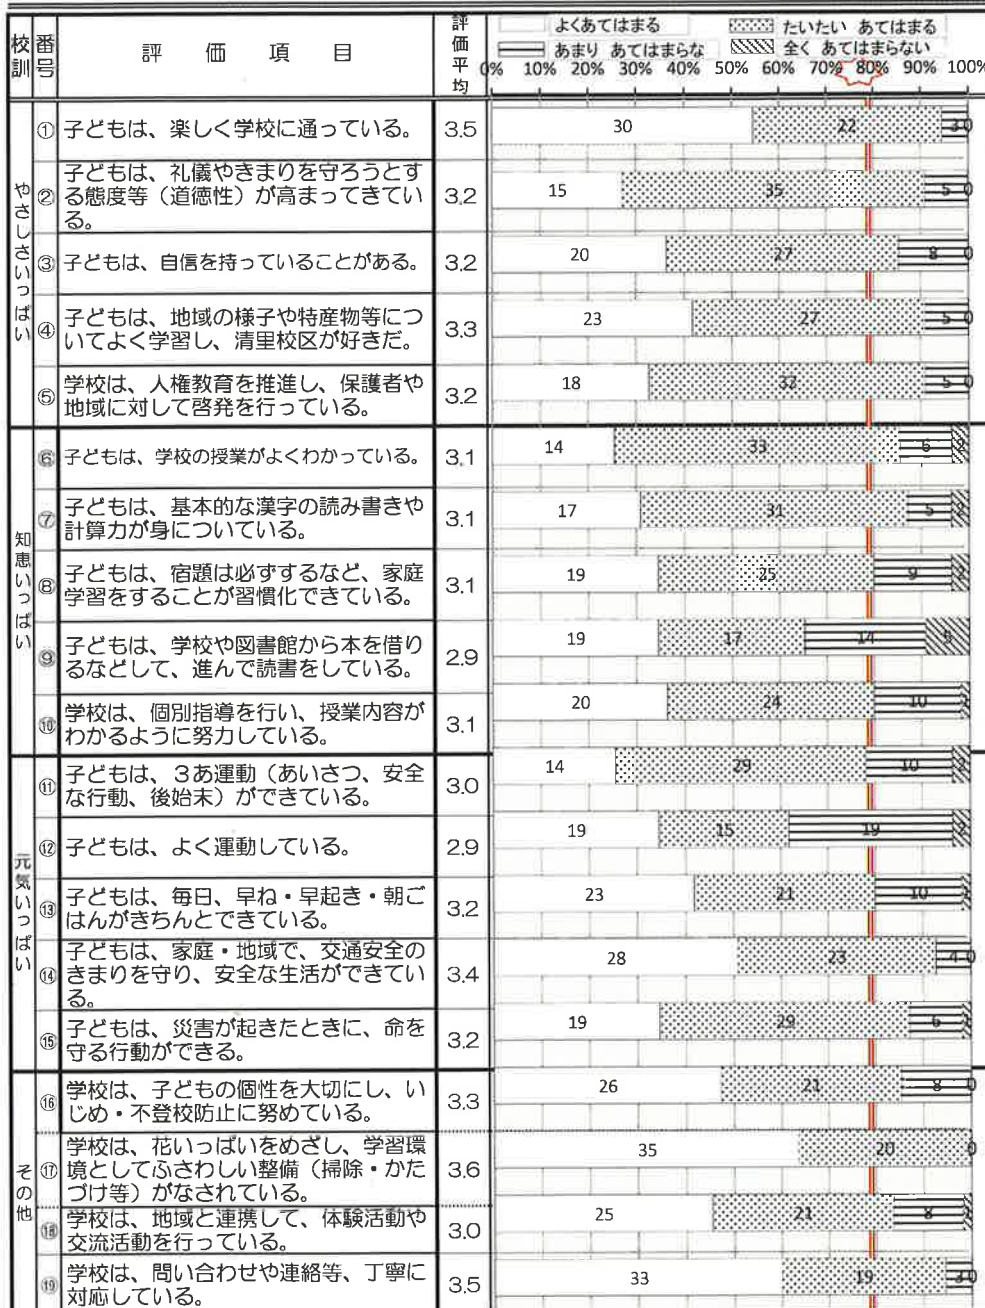 校訓
番号
評価項目
評価平均
よくあてはまる
たいたい あてはまる
あまり あてはまらな
全く あてはまらない
0% 10% 20% 30% 40% 50% 60% 70% 80% 90% 100%
やさしさいっぱい
① 子どもは、楽しく学校に通っている。 3.5 30 22 3 0
② 子どもは、礼儀やきまりを守ろうとす
る態度等（道徳性）が高まってきてい
る。 3.2 15 35 5 0
③ 子どもは、自信を持っていることがある。 3.2 20 27 8 0
④ 子どもは、地域の様子や特産物等につ
いてよく学習し、清里校区が好きだ。 3.3 23 27 5 0
⑤ 学校は、人権教育を推進し、保護者や
地域に対して啓発を行っている。 3.2 18 32 5 0
知恵いっぱい
⑥ 子どもは、学校の授業がよくわかっている。 3.1 14 33 6 2
⑦ 子どもは、基本的な漢字の読み書きや
計算力が身についている。 3.1 17 31 5 2
⑧ 子どもは、宿題は必ずするなど、家庭
学習をすることが習慣化できている。 3.1 19 25 9 2
⑨ 子どもは、学校や図書館から本を借り
るなどして、進んで読書をしている。 2.9 19 17 14 5
⑩ 学校は、個別指導を行い、授業内容が
わかるように努力している。 3.1 20 24 10 1
元気いっぱい
⑪ 子どもは、３あ運動（あいさつ、安全
な行動、後始末）ができている。 3.0 14 29 10 2
⑫ 子どもは、よく運動している。 2.9 19 15 19 2
⑬ 子どもは、毎日、早ね・早起き・朝ご
はんがきちんとできている。 3.2 23 21 10 1
⑭ 子どもは、家庭・地域で、交通安全の
きまりを守り、安全な生活ができてい
る。 3.4 28 23 4 0
⑮ 子どもは、災害が起きたときに、命を
守る行動ができる。 3.2 19 29 6 1
その他
⑯ 学校は、子どもの個性を大切にし、い
じめ・不登校防止に努めている。 3.3 26 21 8 0
⑰ 学校は、花いっぱいをめざし、学習環
境としてふさわしい整備（掃除・かた
づけ等）がなされている。 3.6 35 20 0
⑱ 学校は、地域と連携して、体験活動や
交流活動を行っている。 3.0 25 21 8 1
⑲ 学校は、問い合わせや連絡等、丁寧に
対応している。 3.5 33 19 3 0